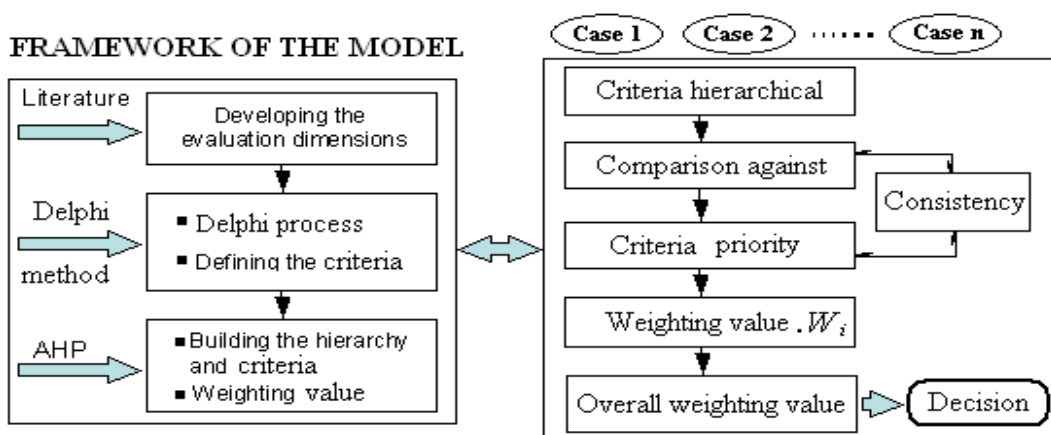 FRAMEWORK OF THE MODEL
Literature
Developing the
evaluation dimensions
Delphi
method
▪ Delphi process
▪ Defining the criteria
AHP
▪ Building the hierarchy
and criteria
▪ Weighting value
Case 1
Case 2
......
Case n
Criteria hierarchical
Comparison against
Consistency
Criteria priority
Weighting value . Wi
Overall weighting value
Decision